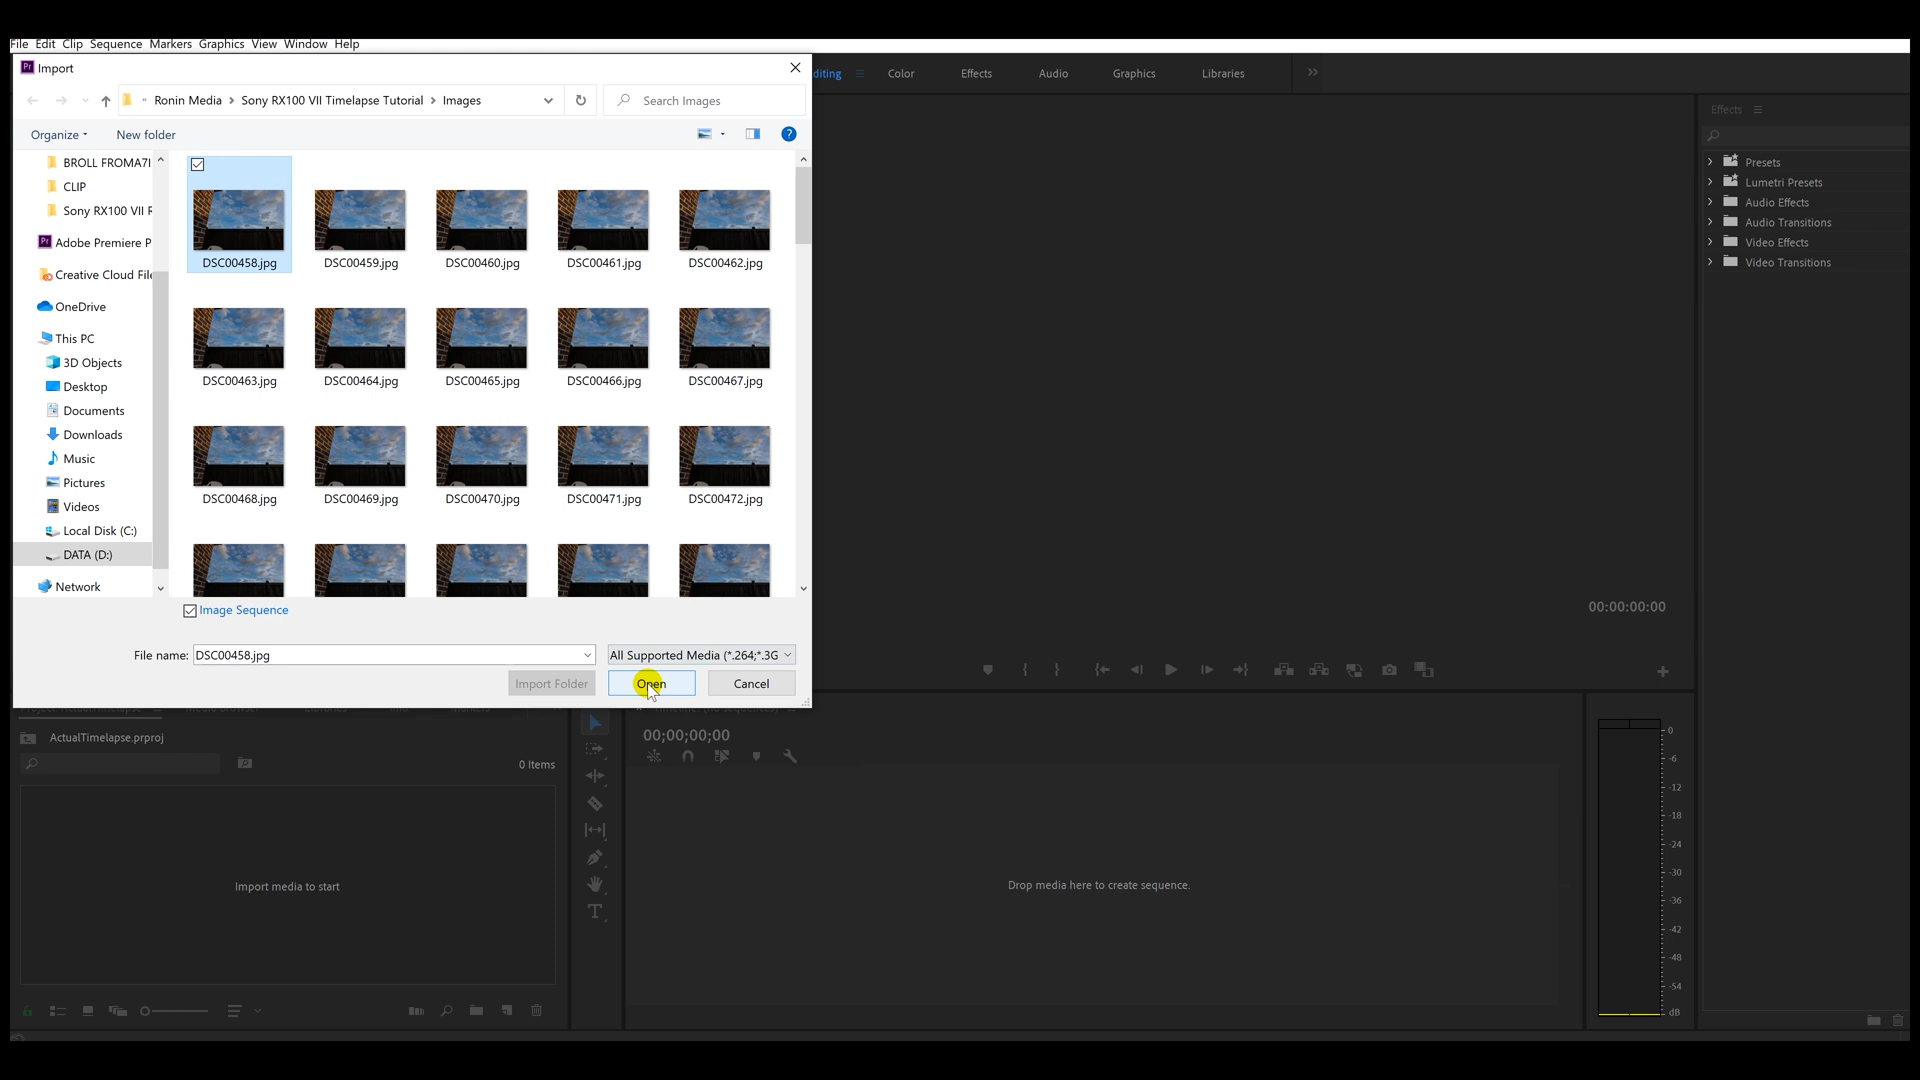 File Edit Clip Sequence Markers Graphics View Window Help
Import
Ronin Media > Sony RX100 VII Timelapse Tutorial > Images
Search Images
Organize
New folder
BROLL FROMA7I
CLIP
Sony RX100 VII F
Adobe Premiere P
Creative Cloud File
OneDrive
This PC
3D Objects
Desktop
Documents
Downloads
Music
Pictures
Videos
Local Disk (C:)
DATA (D:)
Network
DSC00458.jpg DSC00459.jpg DSC00460.jpg DSC00461.jpg DSC00462.jpg
DSC00463.jpg DSC00464.jpg DSC00465.jpg DSC00466.jpg DSC00467.jpg
DSC00468.jpg DSC00469.jpg DSC00470.jpg DSC00471.jpg DSC00472.jpg
Image Sequence
File name: DSC00458.jpg
All Supported Media (*.264;*.3G
Import Folder Open Cancel
diting Color Effects Audio Graphics Libraries
Effects
Presets
Lumetri Presets
Audio Effects
Audio Transitions
Video Effects
Video Transitions
00:00:00:00
ActualTimelapse.prproj
0 Items
Import media to start
00;00;00;00
Drop media here to create sequence.
0
-6
-12
-18
-24
-30
-36
-42
-48
-54
dB